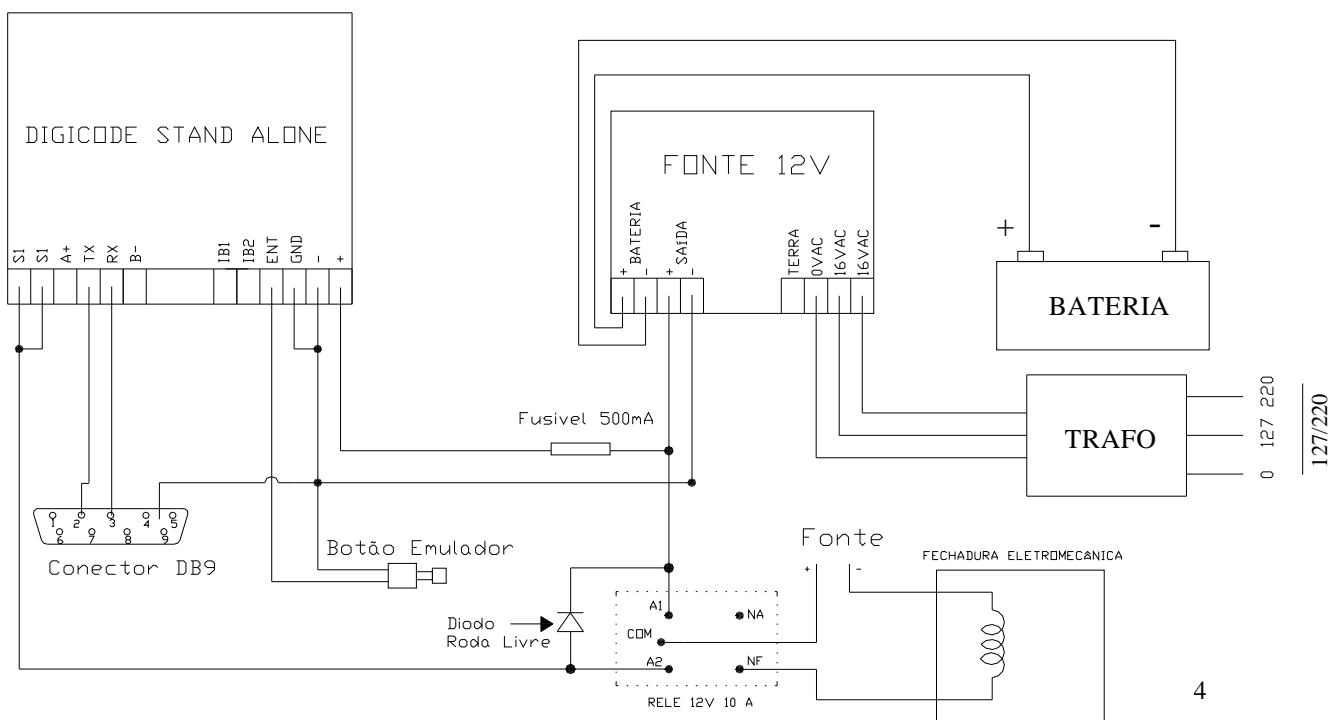 DIGICODE STAND ALONE
S1
S1
A+
TX
RX
B-
IB1
IB2
ENT
GND
-
+
FONTE 12V
+
BATERIA
-
+
SAíDA
-
TERRA
0VAC
16VAC
16VAC
+
-
BATERIA
TRAFO
0 127 220
127/220
Fusivel 500mA
1
2
3
4
5
6
7
8
9
Conector DB9
Botão Emulador
Diodo
Roda Livre
A1
NA
COM
A2
NF
RELE 12V 10 A
Fonte
+
-
FECHADURA ELETROMECANICA
4